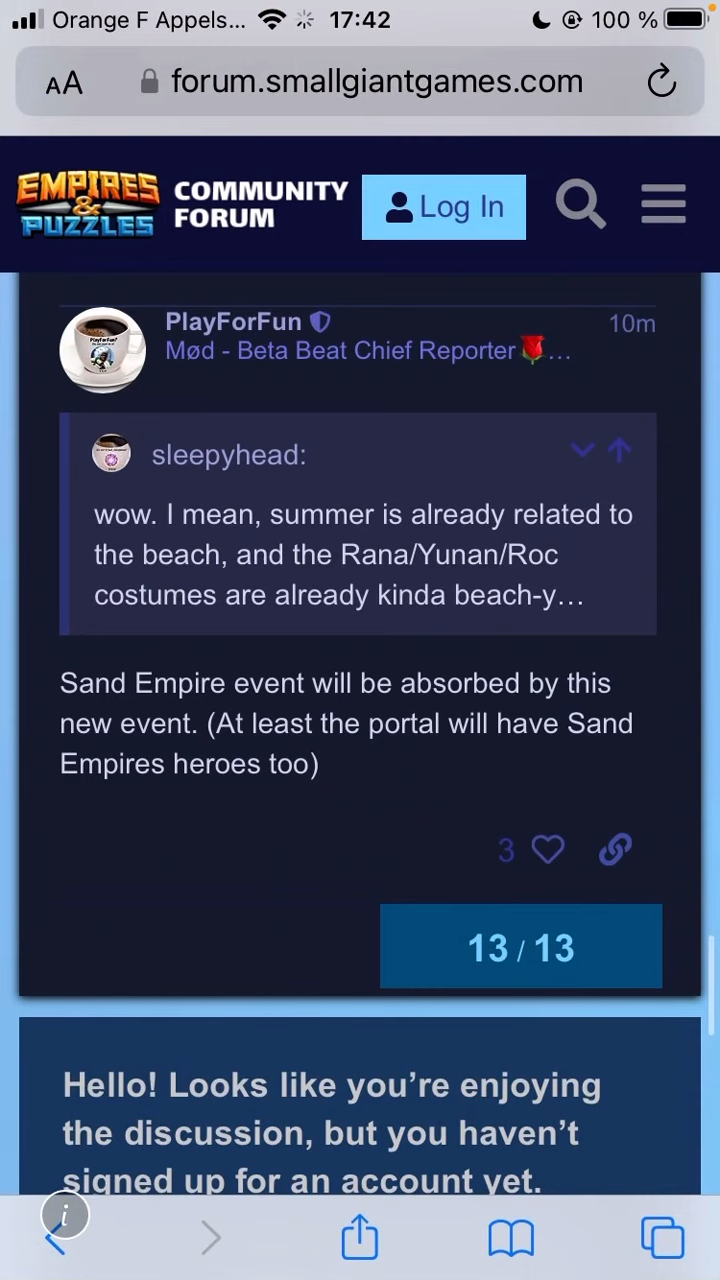 Orange F Appels... 17:42 100 %
AA forum.smallgiantgames.com
EMPIRES
&
PUZZLES
COMMUNITY
FORUM
Log In
PlayForFun 10m
Mød - Beta Beat Chief Reporter🌹...
sleepyhead:
wow. I mean, summer is already related to
the beach, and the Rana/Yunan/Roc
costumes are already kinda beach-y...
Sand Empire event will be absorbed by this
new event. (At least the portal will have Sand
Empires heroes too)
3
13 / 13
Hello! Looks like you’re enjoying
the discussion, but you haven’t
signed up for an account yet.
i